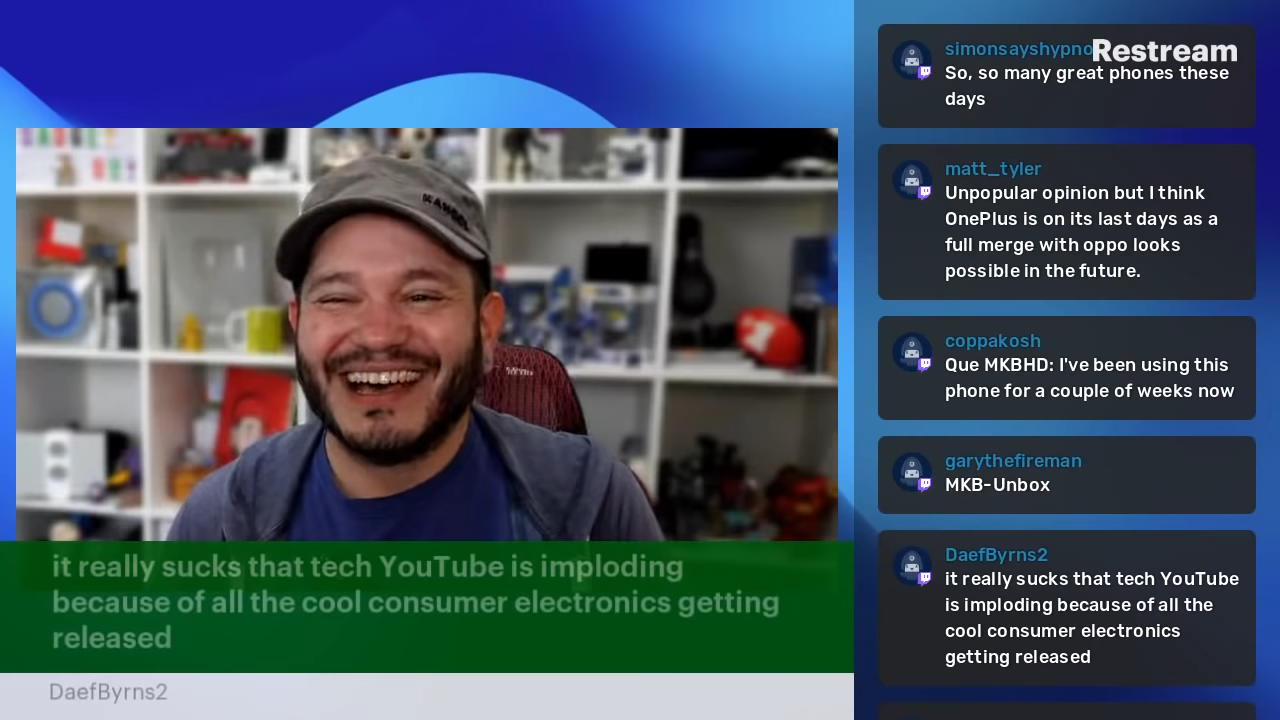 simonsayshypno
Restream
So, so many great phones these
days
matt_tyler
Unpopular opinion but I think
OnePlus is on its last days as a
full merge with oppo looks
possible in the future.
coppakosh
Que MKBHD: I've been using this
phone for a couple of weeks now
garythefireman
MKB-Unbox
DaefByrns2
it really sucks that tech YouTube
is imploding because of all the
cool consumer electronics
getting released
KANGOL
it really sucks that tech YouTube is imploding
because of all the cool consumer electronics getting
released
DaefByrns2